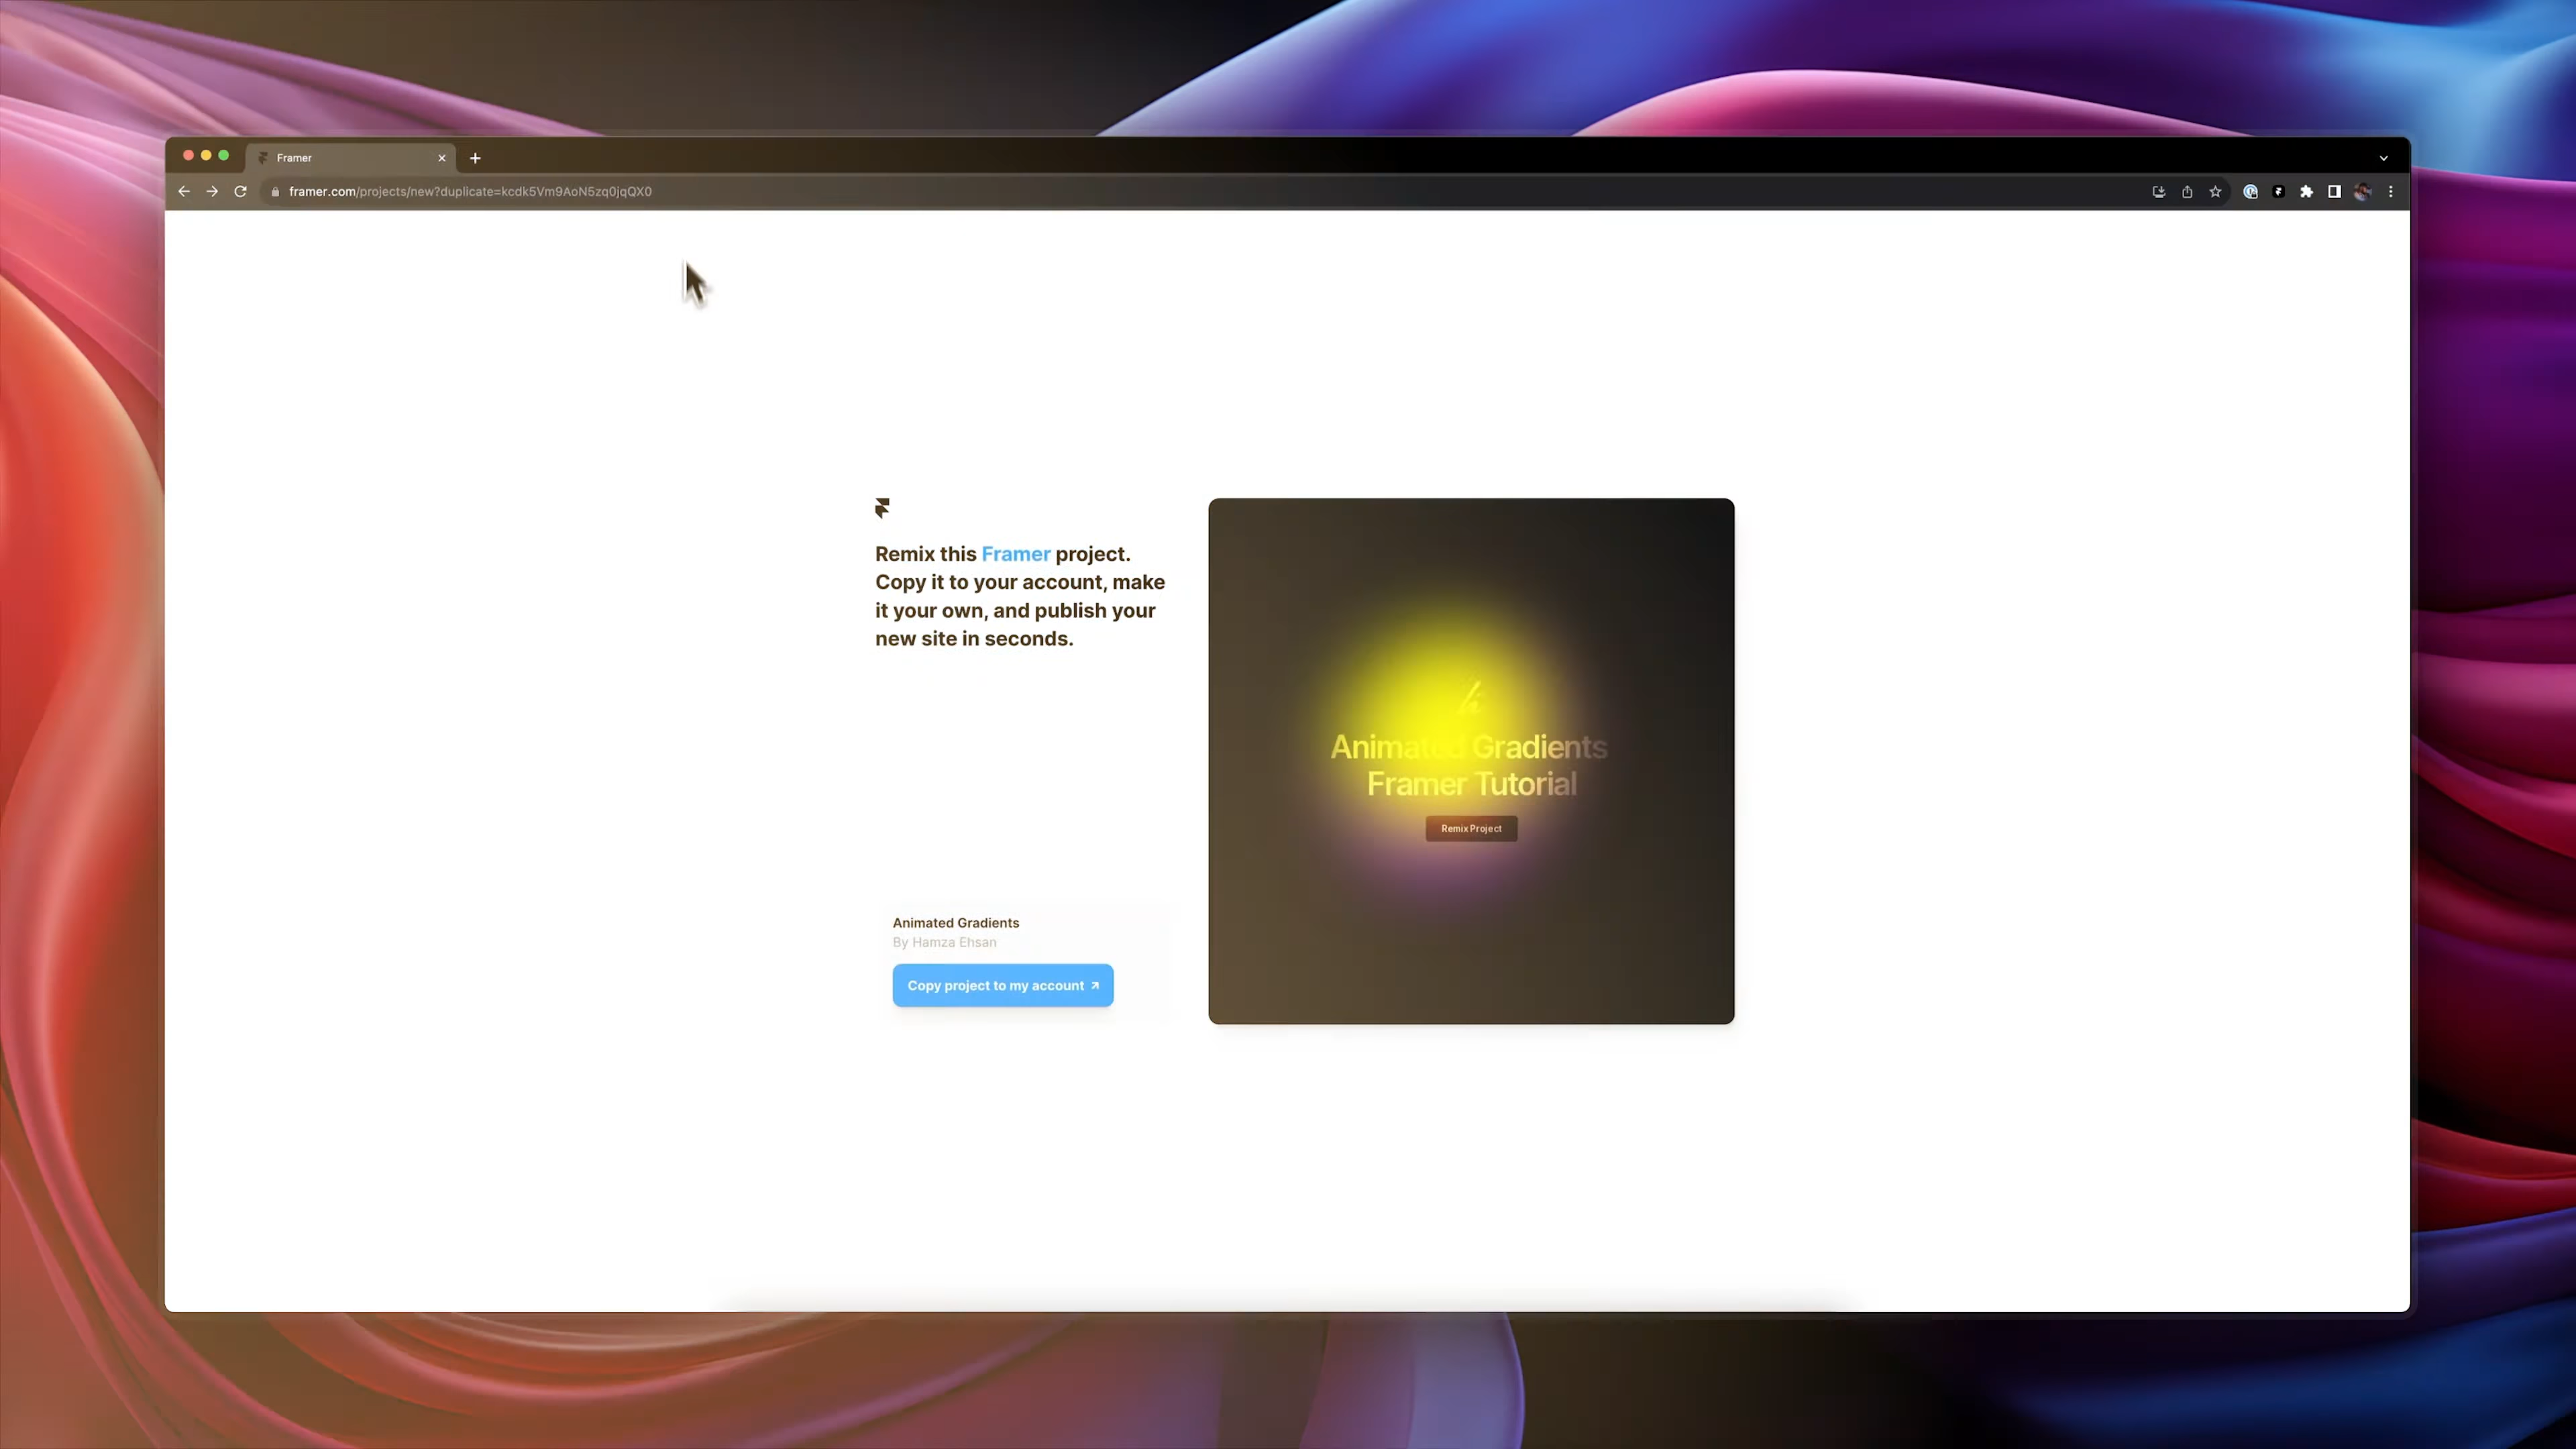 Framer
framer.com/projects/new?duplicate=kcdk5Vm9AoN5zq0jqQX0
Remix this Framer project.
Copy it to your account, make
it your own, and publish your
new site in seconds.
Animated Gradients
By Hamza Ehsan
Copy project to my account
Animated Gradients
Framer Tutorial
Remix Project